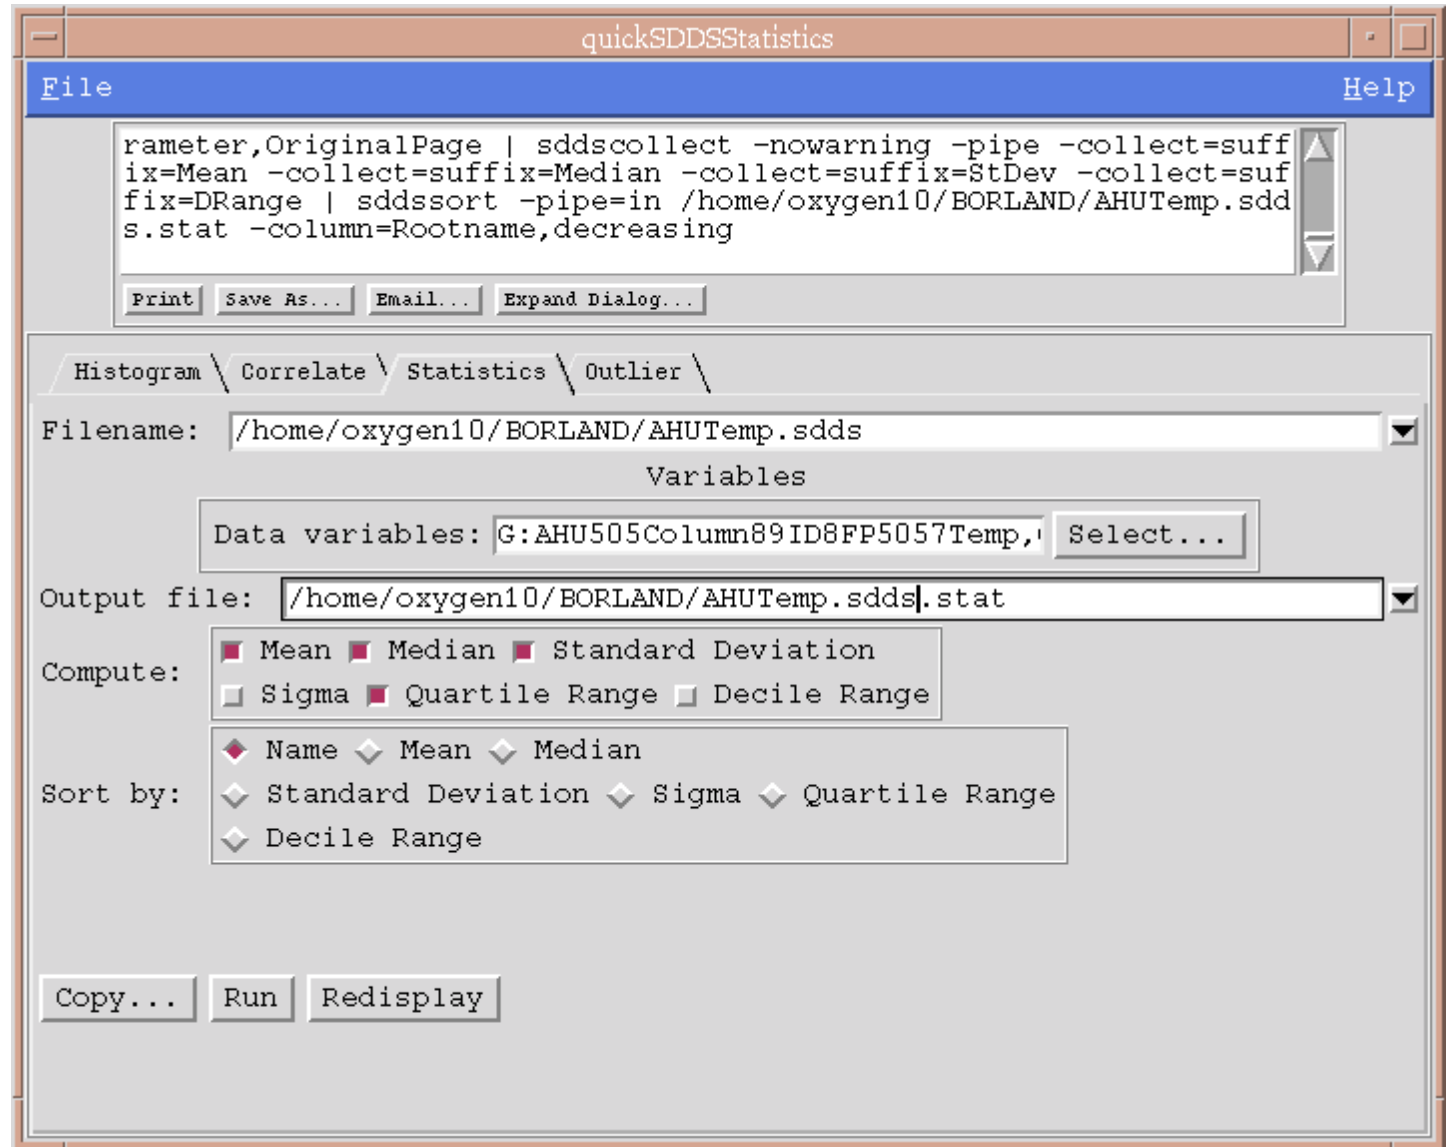 quickSDDSStatistics
File Help
rameter,OriginalPage | sddscollect -nowarning -pipe -collect=suff
ix=Mean -collect=suffix=Median -collect=suffix=StDev -collect=suf
fix=DRange | sddssort -pipe=in /home/oxygen10/BORLAND/AHUTemp.sdd
s.stat -column=Rootname,decreasing
Print Save As... Email... Expand Dialog...
Histogram Correlate Statistics Outlier
Filename: /home/oxygen10/BORLAND/AHUTemp.sdds
Variables
Data variables: G:AHU505Column89ID8FP5057Temp, Select...
Output file: /home/oxygen10/BORLAND/AHUTemp.sdds.stat
Compute: Mean Median Standard Deviation
Sigma Quartile Range Decile Range
Sort by: Name Mean Median
Standard Deviation Sigma Quartile Range
Decile Range
Copy... Run Redisplay